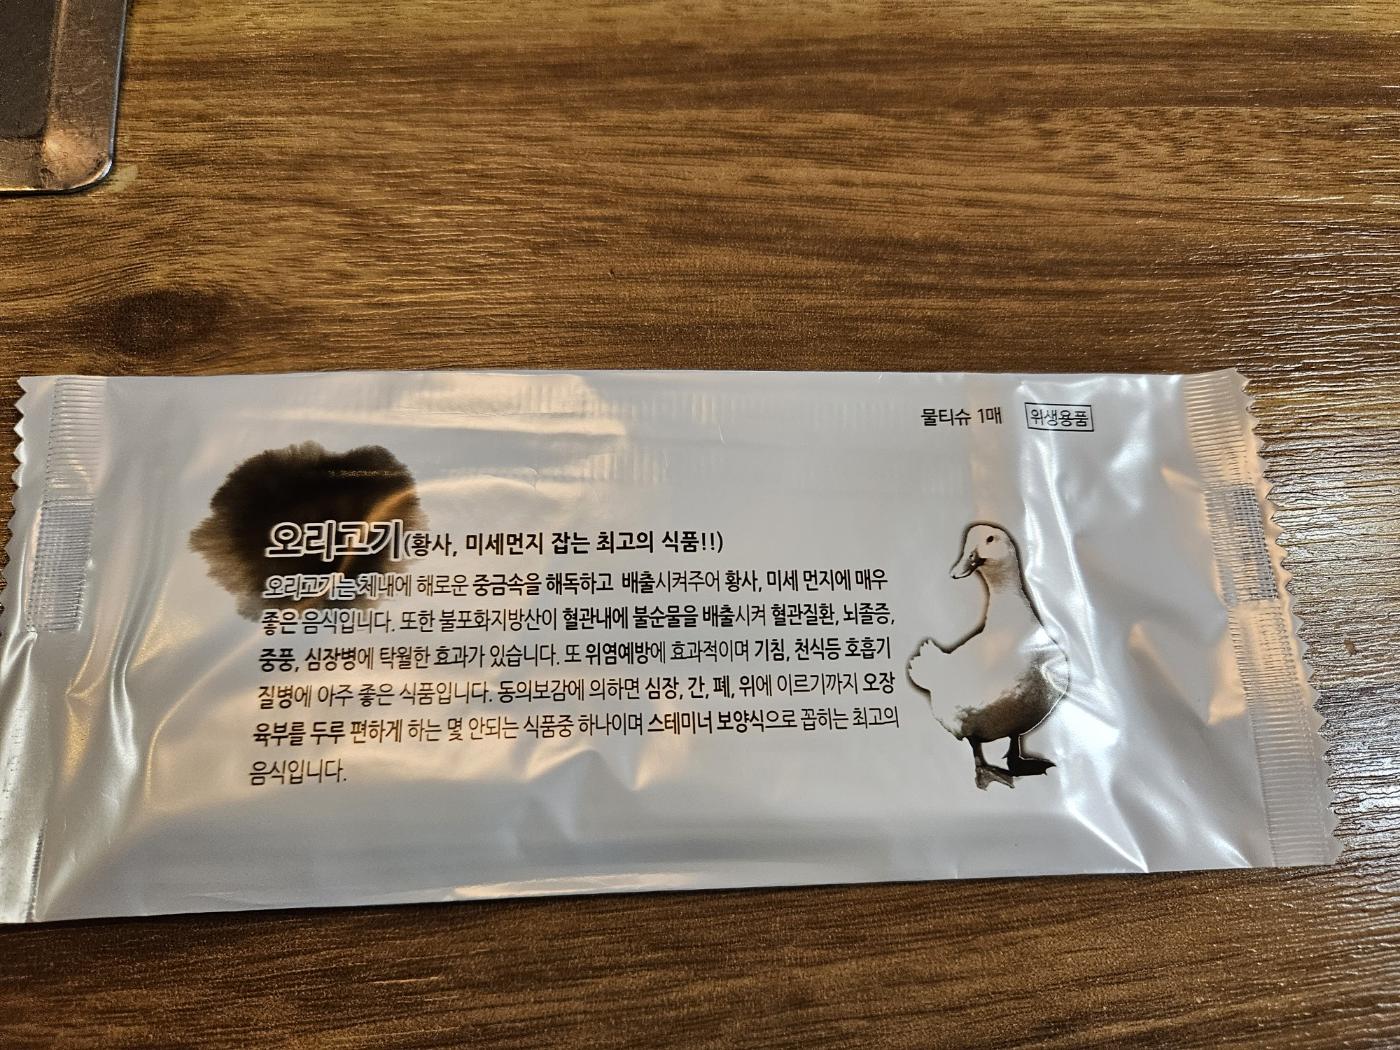 물티슈 1매 위생용품
오리고기(황사, 미세먼지 잡는 최고의 식품!!)
오리고기는 체내에 해로운 중금속을 해독하고 배출시켜주어 황사, 미세 먼지에 매우
좋은 음식입니다. 또한 불포화지방산이 혈관내에 불순물을 배출시켜 혈관질환, 뇌졸증,
중풍, 심장병에 탁월한 효과가 있습니다. 또 위염예방에 효과적이며 기침, 천식등 호흡기
질병에 아주 좋은 식품입니다. 동의보감에 의하면 심장, 간, 폐, 위에 이르기까지 오장
육부를 두루 편하게 하는 몇 안되는 식품중 하나이며 스테미너 보양식으로 꼽히는 최고의
음식입니다.